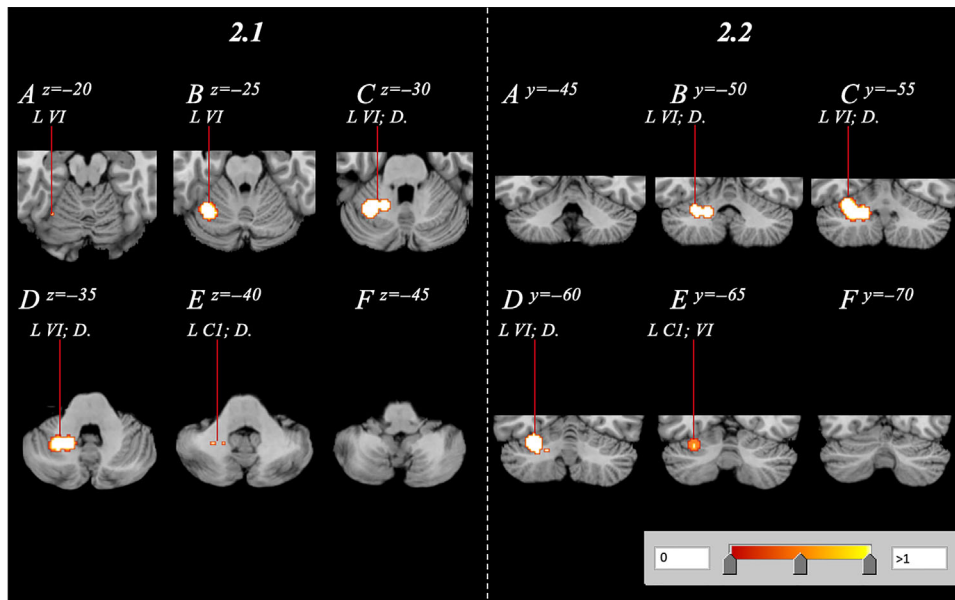 2.1
A z=−20
L VI
B z=−25
L VI
C z=−30
L VI; D.
D z=−35
L VI; D.
E z=−40
L C1; D.
F z=−45
2.2
A y=−45
B y=−50
L VI; D.
C y=−55
L VI; D.
D y=−60
L VI; D.
E y=−65
L C1; VI
F y=−70
0
>1